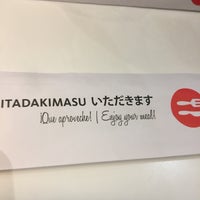 ITADAKIMASU いただきます
¡Que aproveche! | Enjoy your meal!